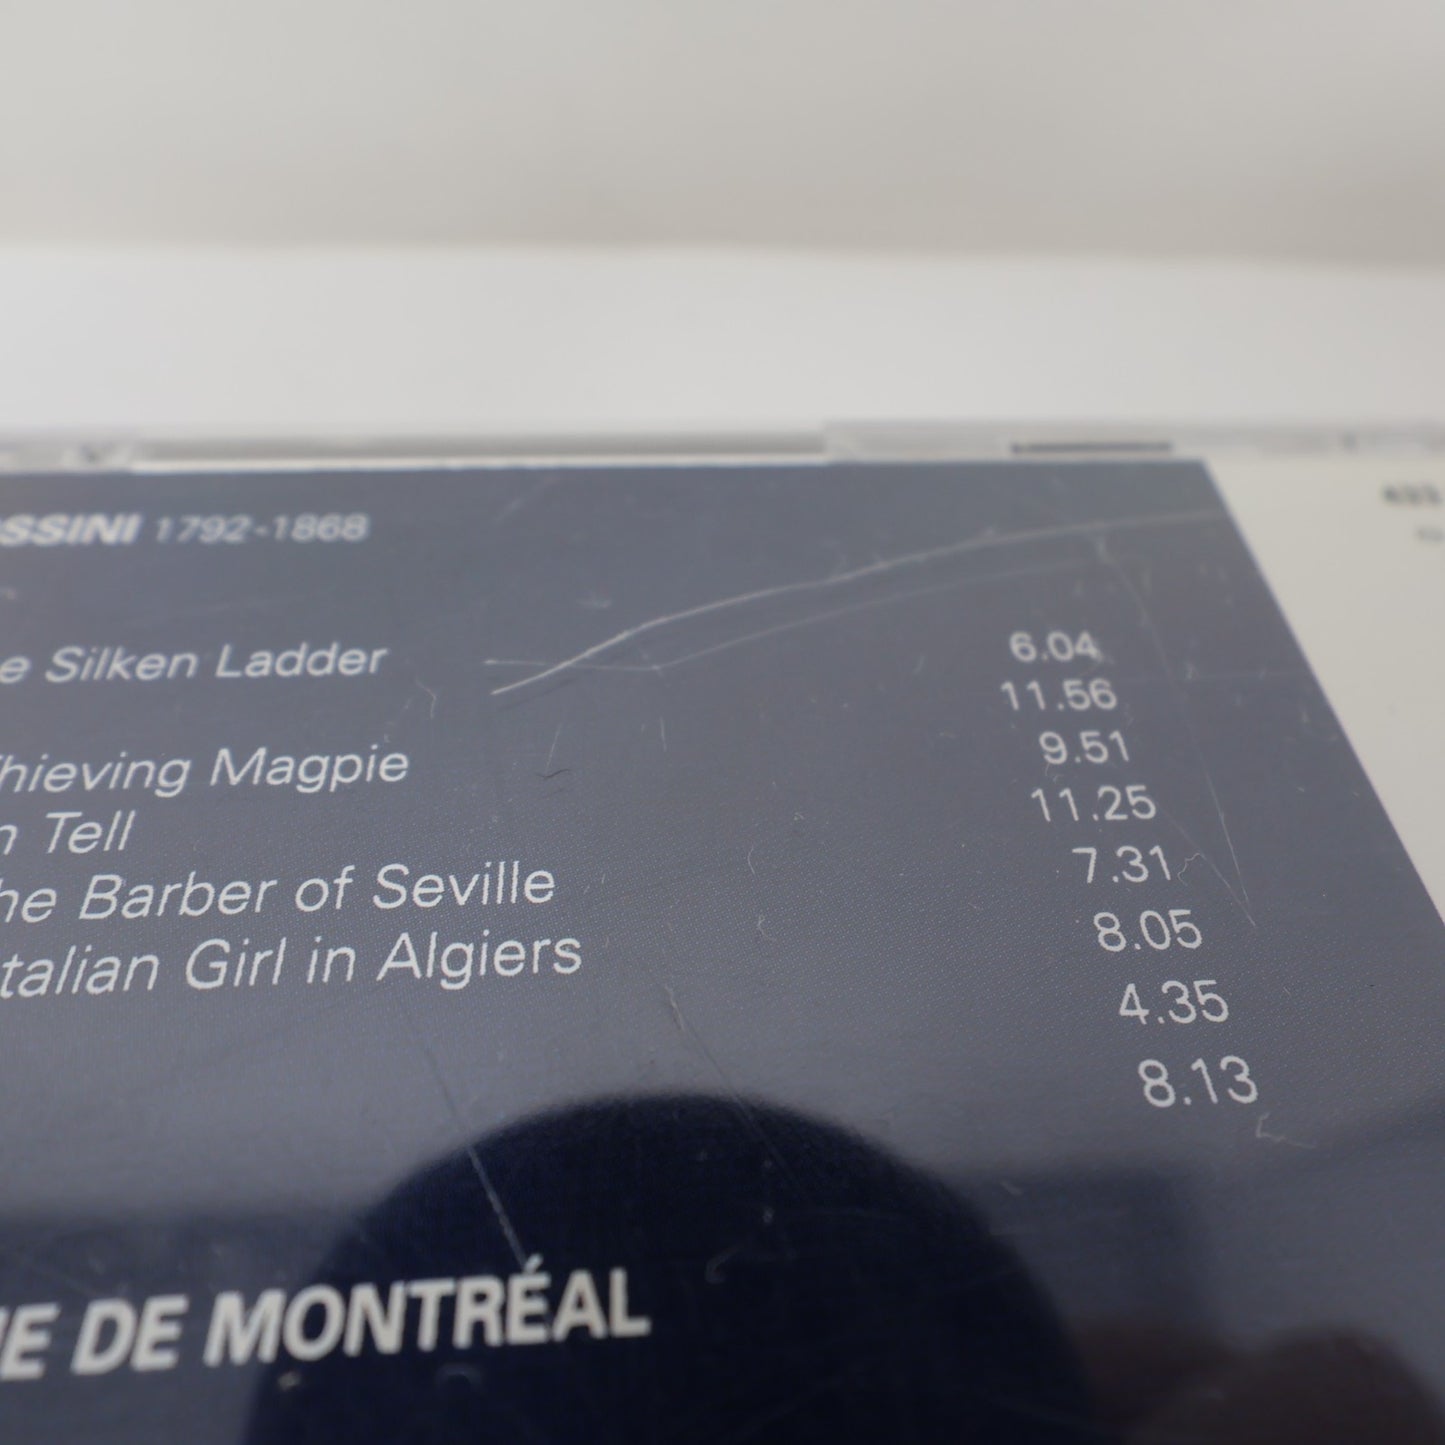 SSINI 1792-1868
e Silken Ladder 6.04
11.56
hieving Magpie 9.51
n Tell 11.25
he Barber of Seville 7.31
talian Girl in Algiers 8.05
4.35
8.13
IE DE MONTRÉAL